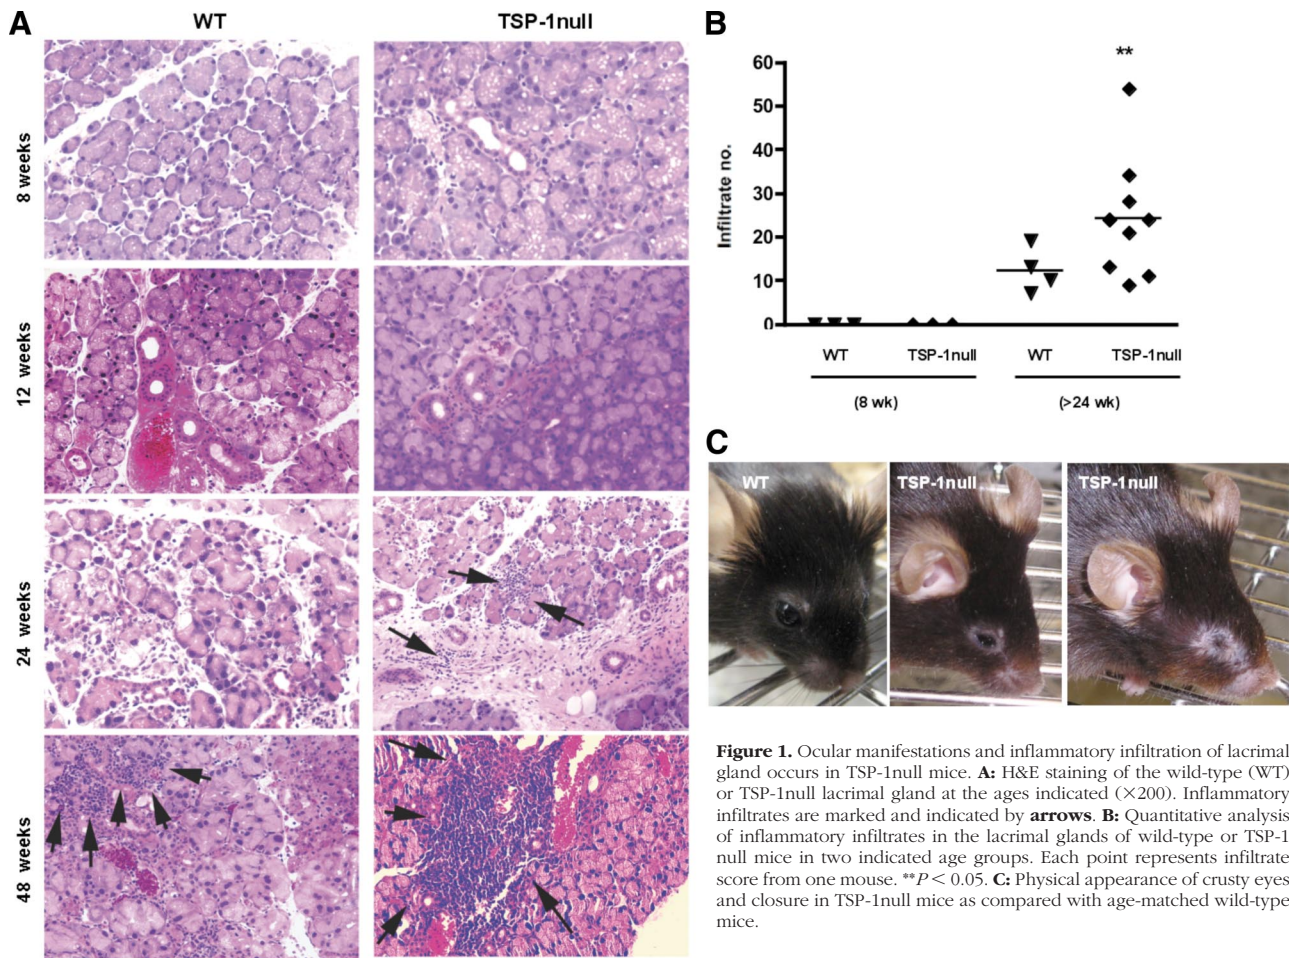 A
WT
TSP-1null
8 weeks
12 weeks
24 weeks
48 weeks
B
**
Infiltrate no.
60
50
40
30
20
10
0
WT
TSP-1null
WT
TSP-1null
(8 wk)
(>24 wk)
C
WT
TSP-1null
TSP-1null
Figure 1. Ocular manifestations and inflammatory infiltration of lacrimal
gland occurs in TSP-1null mice. A: H&E staining of the wild-type (WT)
or TSP-1null lacrimal gland at the ages indicated (×200). Inflammatory
infiltrates are marked and indicated by arrows. B: Quantitative analysis
of inflammatory infiltrates in the lacrimal glands of wild-type or TSP-1
null mice in two indicated age groups. Each point represents infiltrate
score from one mouse. **P < 0.05. C: Physical appearance of crusty eyes
and closure in TSP-1null mice as compared with age-matched wild-type
mice.